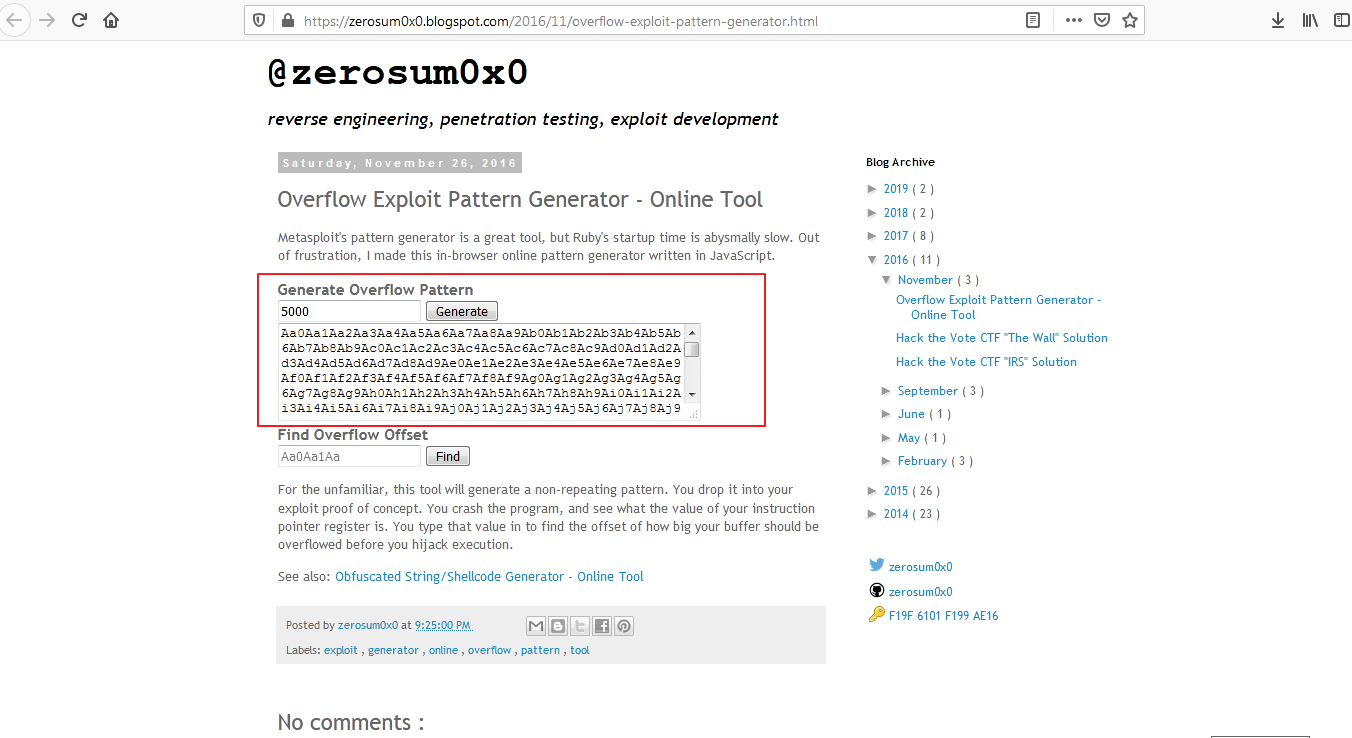 https://zerosum0x0.blogspot.com/2016/11/overflow-exploit-pattern-generator.html
@zerosum0x0
reverse engineering, penetration testing, exploit development
Saturday, November 26, 2016
Overflow Exploit Pattern Generator - Online Tool
Metasploit's pattern generator is a great tool, but Ruby's startup time is abysmally slow. Out
of frustration, I made this in-browser online pattern generator written in JavaScript.
Generate Overflow Pattern
5000
Generate
Aa0Aa1Aa2Aa3Aa4Aa5Aa6Aa7Aa8Aa9Ab0Ab1Ab2Ab3Ab4Ab5Ab
6Ab7Ab8Ab9Ac0Ac1Ac2Ac3Ac4Ac5Ac6Ac7Ac8Ac9Ad0Ad1Ad2A
d3Ad4Ad5Ad6Ad7Ad8Ad9Ae0Ae1Ae2Ae3Ae4Ae5Ae6Ae7Ae8Ae9
Af0Af1Af2Af3Af4Af5Af6Af7Af8Af9Ag0Ag1Ag2Ag3Ag4Ag5Ag
6Ag7Ag8Ag9Ah0Ah1Ah2Ah3Ah4Ah5Ah6Ah7Ah8Ah9Ai0Ai1Ai2A
i3Ai4Ai5Ai6Ai7Ai8Ai9Aj0Aj1Aj2Aj3Aj4Aj5Aj6Aj7Aj8Aj9
Find Overflow Offset
Aa0Aa1Aa
Find
For the unfamiliar, this tool will generate a non-repeating pattern. You drop it into your
exploit proof of concept. You crash the program, and see what the value of your instruction
pointer register is. You type that value in to find the offset of how big your buffer should be
overflowed before you hijack execution.
See also: Obfuscated String/Shellcode Generator - Online Tool
Posted by zerosum0x0 at 9:25:00 PM
Labels: exploit , generator , online , overflow , pattern , tool
No comments :
Blog Archive
► 2019 ( 2 )
► 2018 ( 2 )
► 2017 ( 8 )
▼ 2016 ( 11 )
▼ November ( 3 )
Overflow Exploit Pattern Generator -
Online Tool
Hack the Vote CTF "The Wall" Solution
Hack the Vote CTF "IRS" Solution
► September ( 3 )
► June ( 1 )
► May ( 1 )
► February ( 3 )
► 2015 ( 26 )
► 2014 ( 23 )
zerosum0x0
zerosum0x0
F19F 6101 F199 AE16